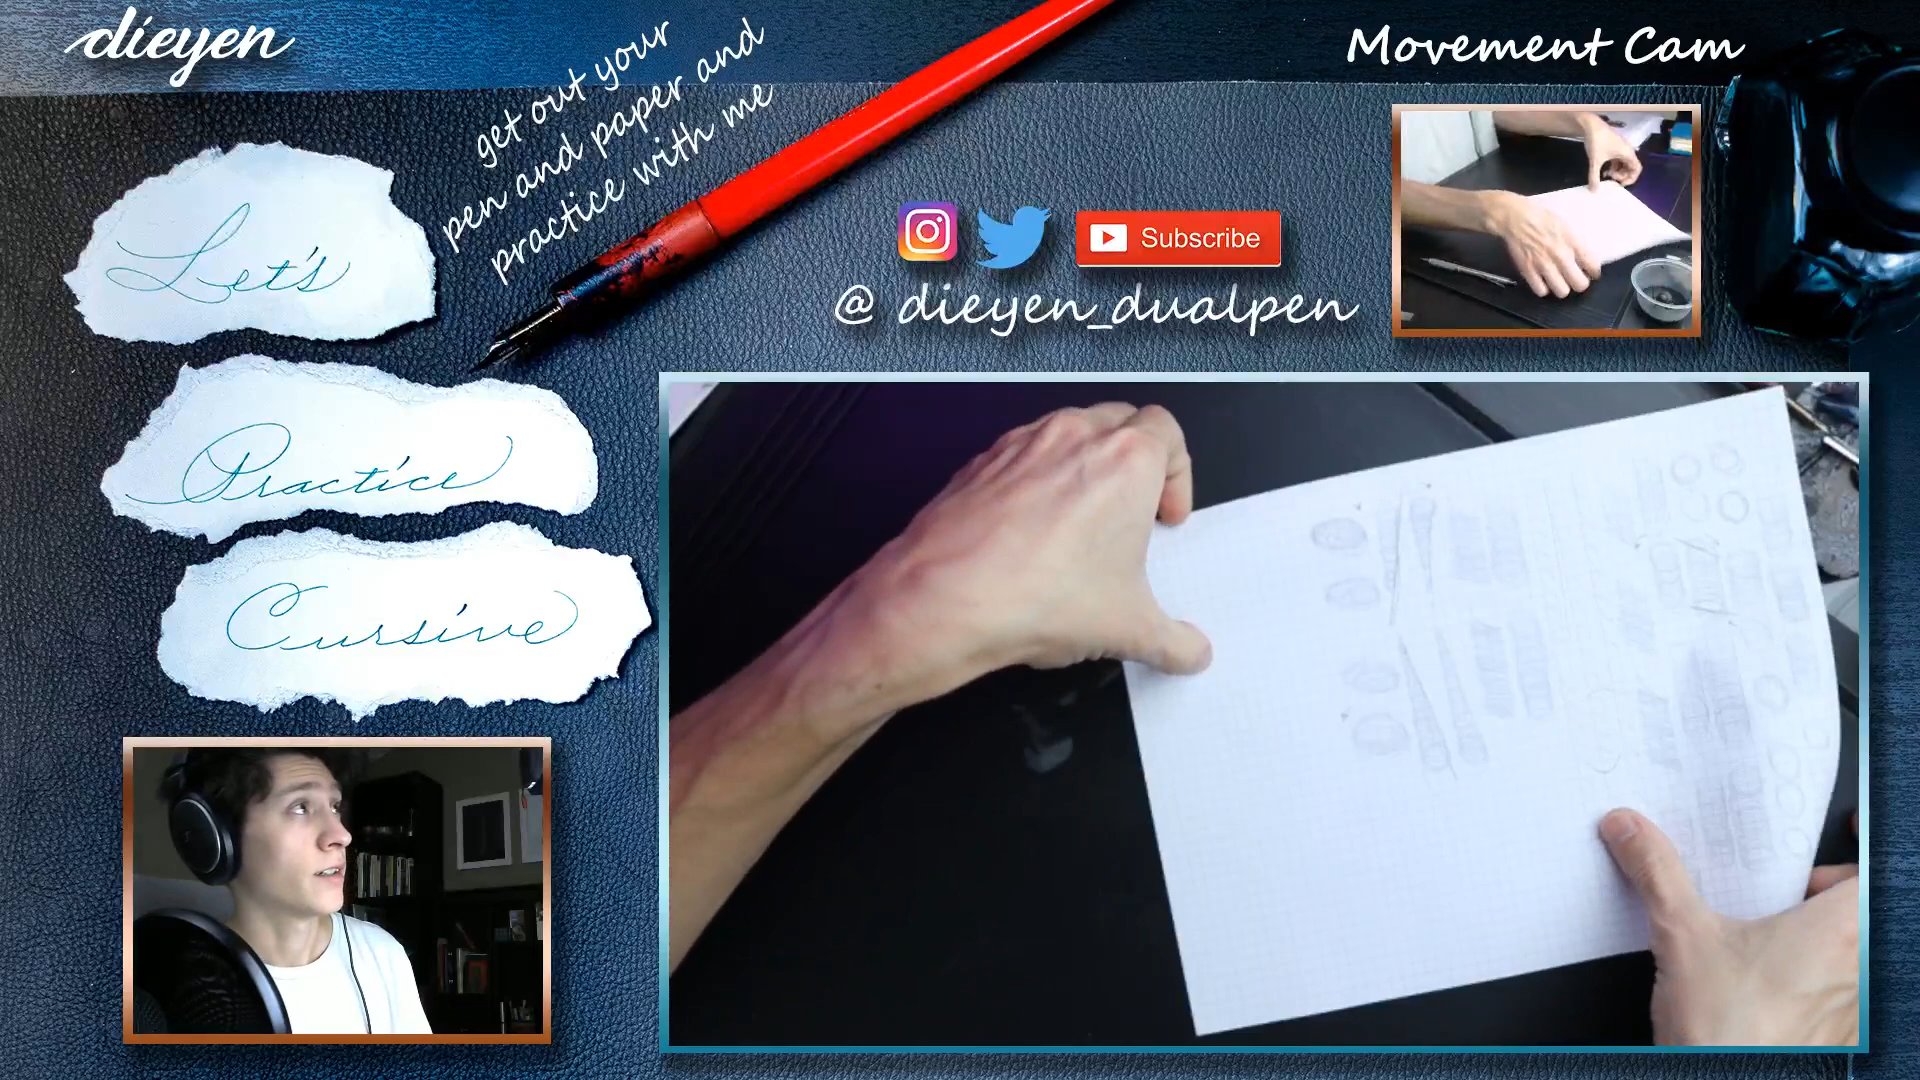 dieyen
get out your
pen and paper and
practice with me
Movement Cam
Let's
Practice
Cursive
Subscribe
@ dieyen_dualpen